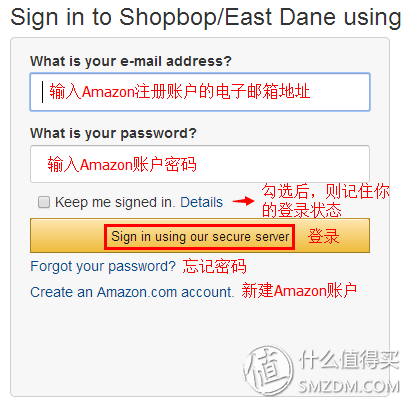 Sign in to Shopbop/East Dane using
What is your e-mail address?
输入Amazon注册账户的电子邮箱地址
What is your password?
输入Amazon账户密码
Keep me signed in. Details 勾选后，则记住你
的登录状态
Sign in using our secure server 登录
Forgot your password? 忘记密码
Create an Amazon.com account. 新建Amazon账户
值 什么值得买
SMZDM.COM